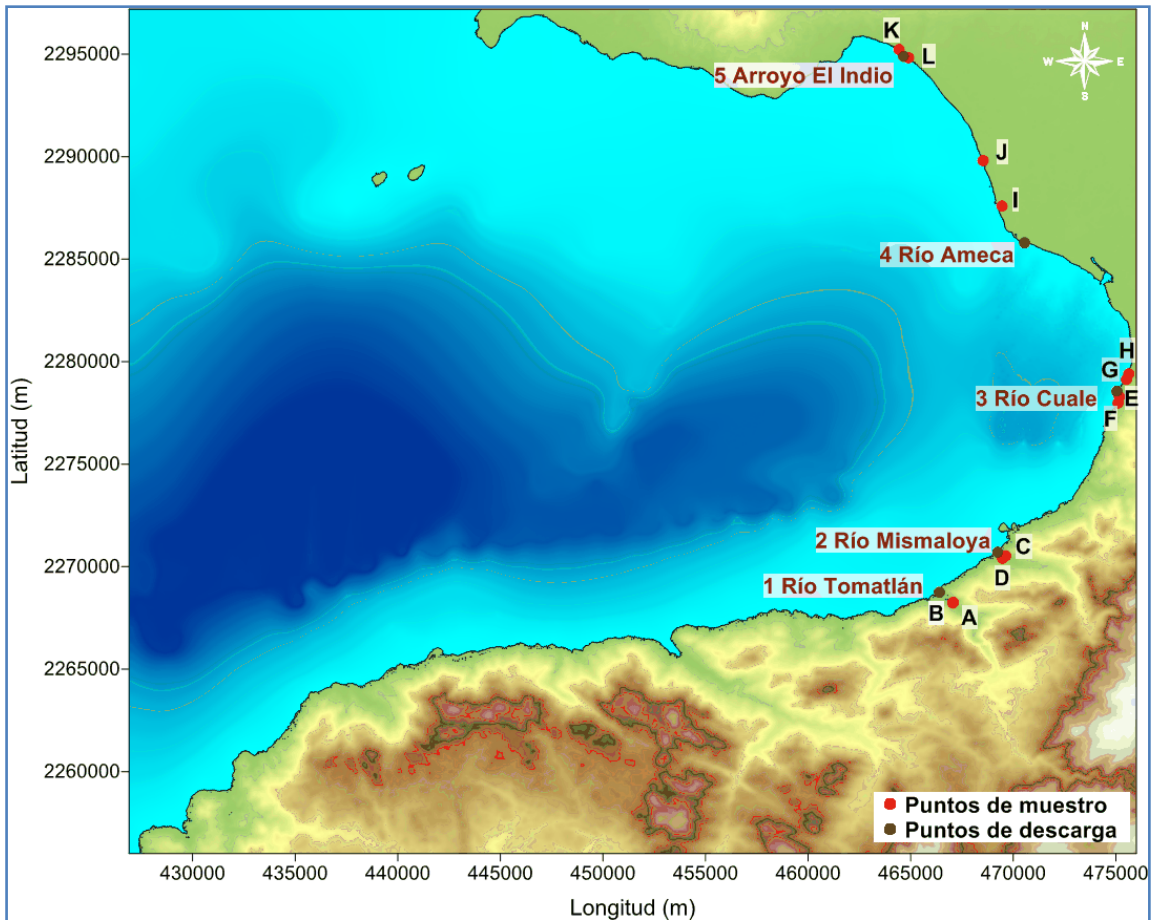 K
N
2295000
L
W
E
5 Arroyo El Indio
S
2290000
J
I
2285000
4 Río Ameca
H
2280000
G
3 Río Cuale
E
F
2275000
Latitud (m)
2 Río Mismaloya
C
2270000
D
1 Río Tomatlán
B
A
2265000
2260000
Puntos de muestro
Puntos de descarga
430000 435000 440000 445000 450000 455000 460000 465000 470000 475000
Longitud (m)